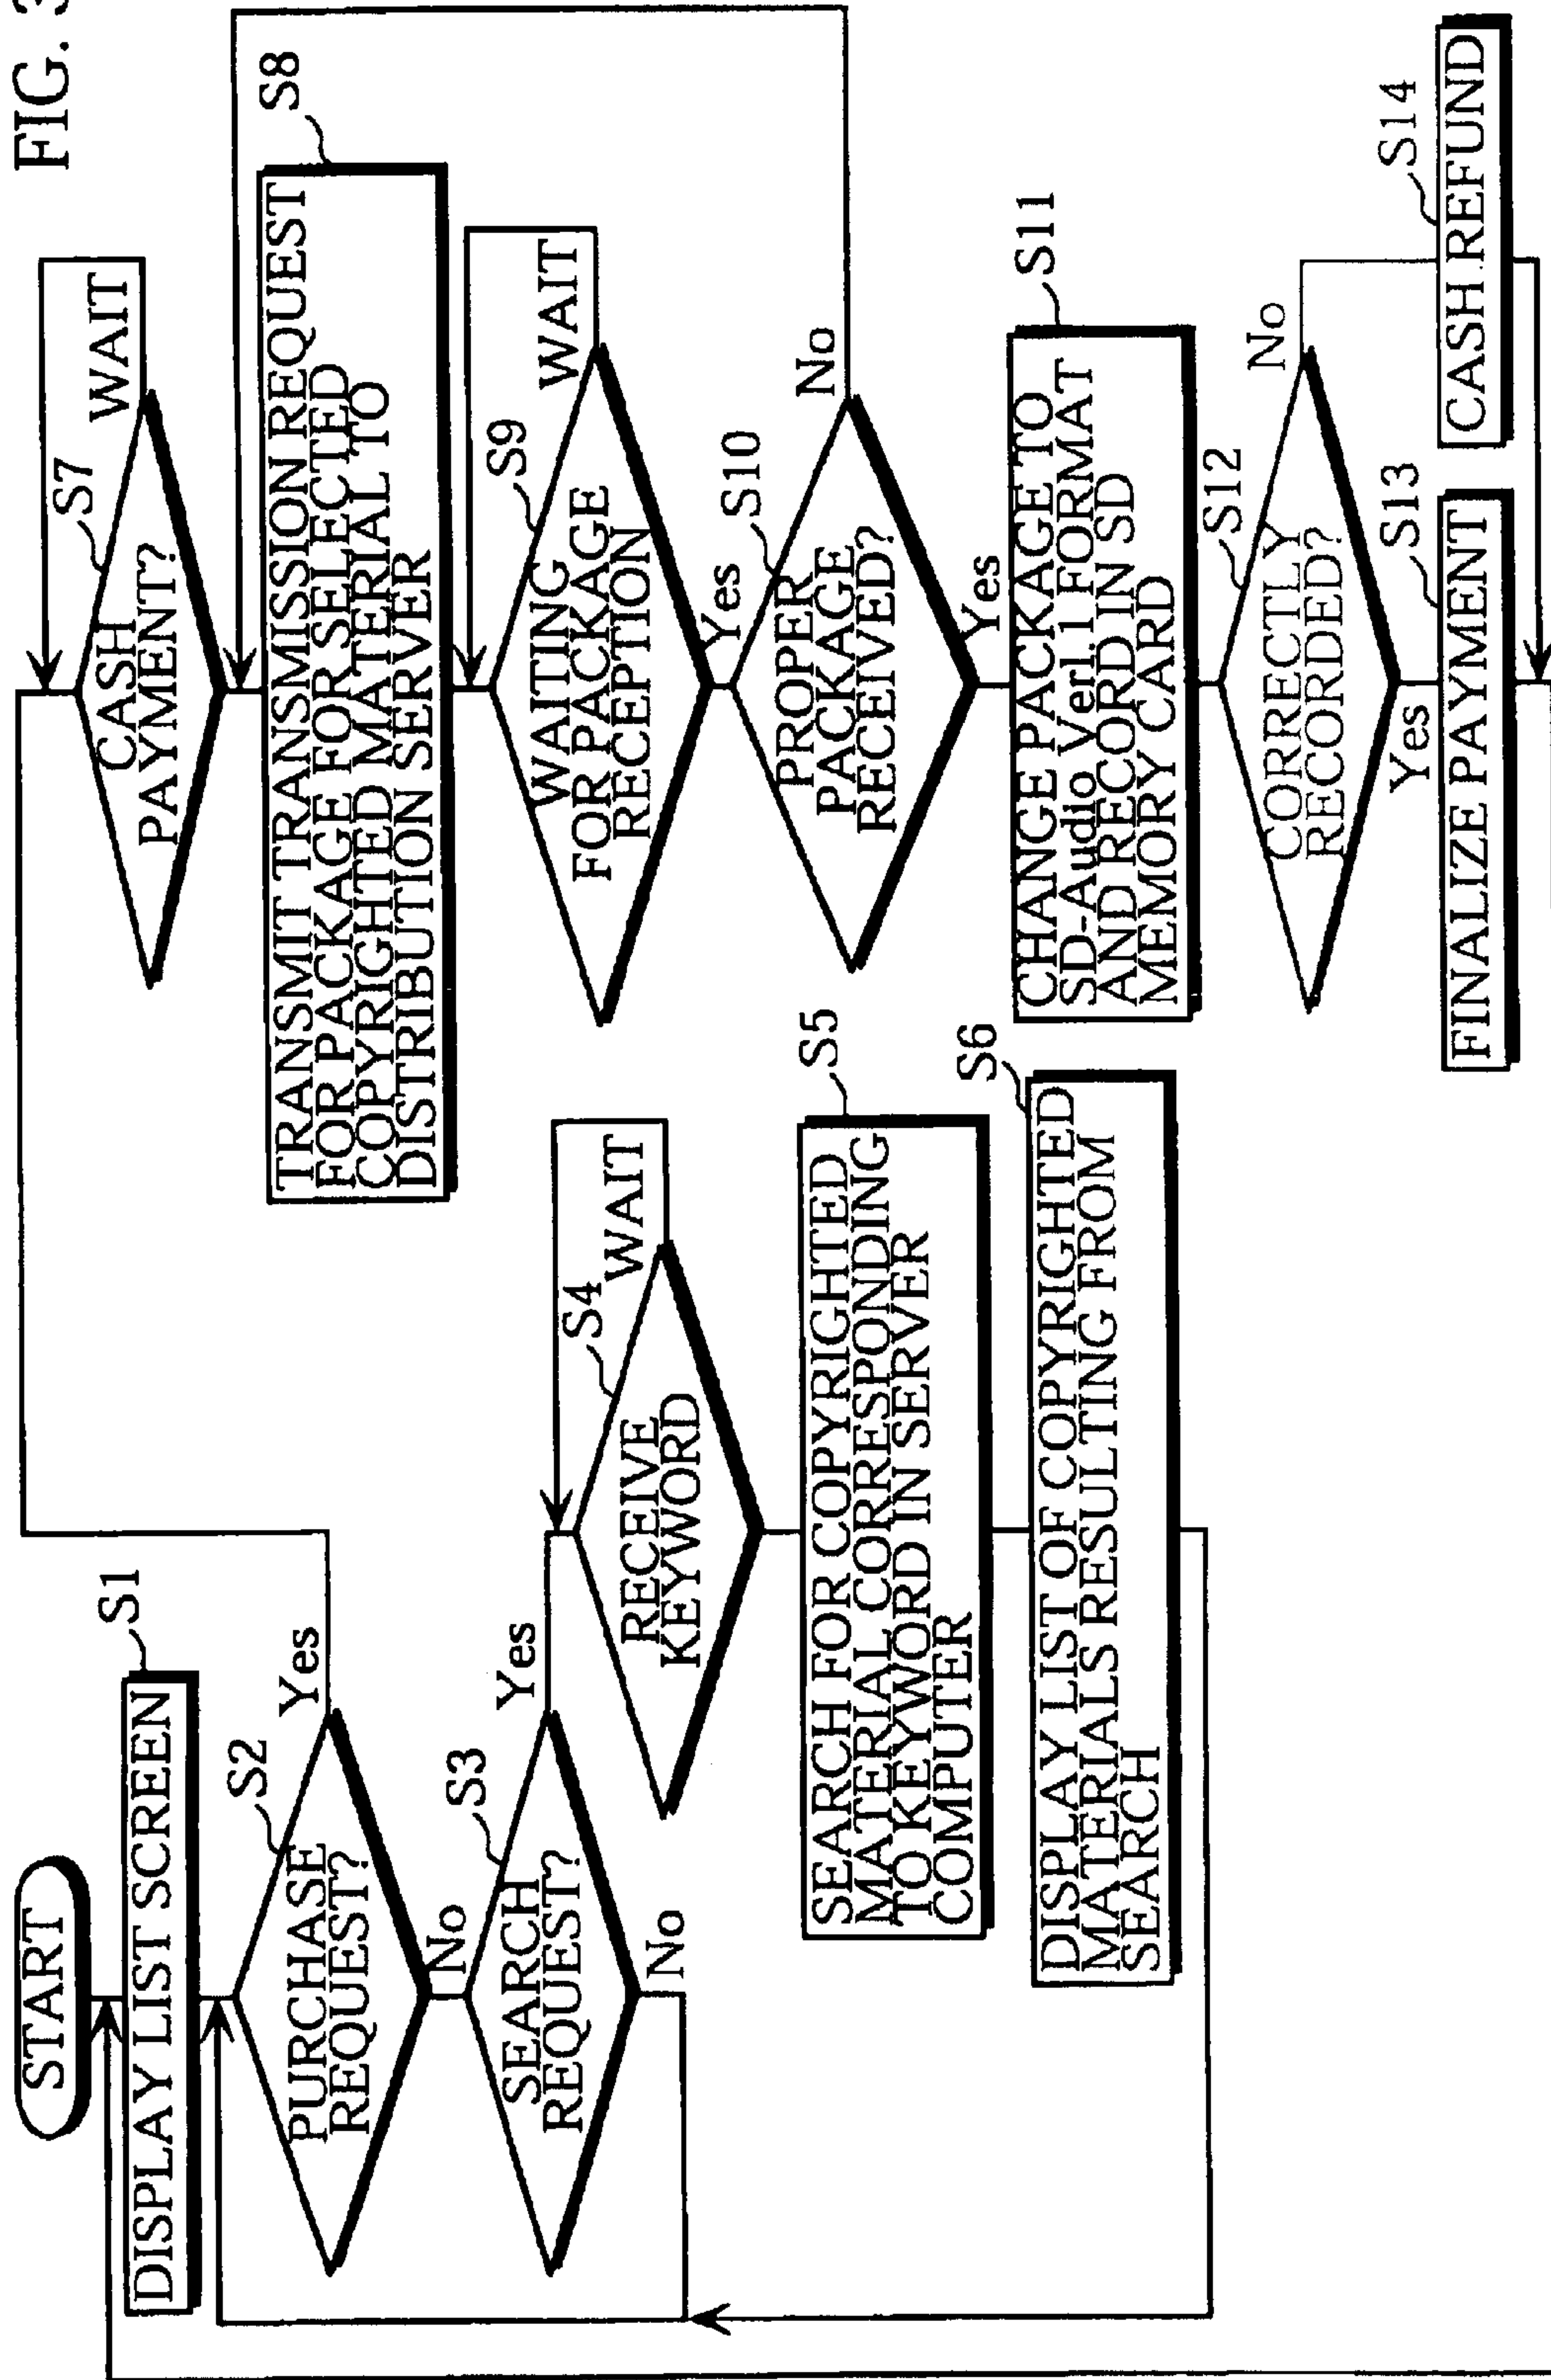 FIG. 3
START
S1
DISPLAY LIST SCREEN
S2
PURCHASE
REQUEST?
Yes
No
S3
SEARCH
REQUEST?
Yes
No
S4
WAIT
RECEIVE
KEYWORD
S5
SEARCH FOR COPYRIGHTED
MATERIAL CORRESPONDING
TO KEYWORD IN SERVER
COMPUTER
S6
DISPLAY LIST OF COPYRIGHTED
MATERIALS RESULTING FROM
SEARCH
S7
WAIT
CASH
PAYMENT?
S8
TRANSMIT TRANSMISSION REQUEST
FOR PACKAGE FOR SELECTED
COPYRIGHTED MATERIAL TO
DISTRIBUTION SERVER
S9
WAIT
WAITING
FOR PACKAGE
RECEPTION
Yes
S10
PROPER
PACKAGE
RECEIVED?
No
Yes
S11
CHANGE PACKAGE TO
SD-Audio Ver1.1 FORMAT
AND RECORD IN SD
MEMORY CARD
S12
CORRECTLY
RECORDED?
No
Yes
S13
FINALIZE PAYMENT
S14
CASH REFUND